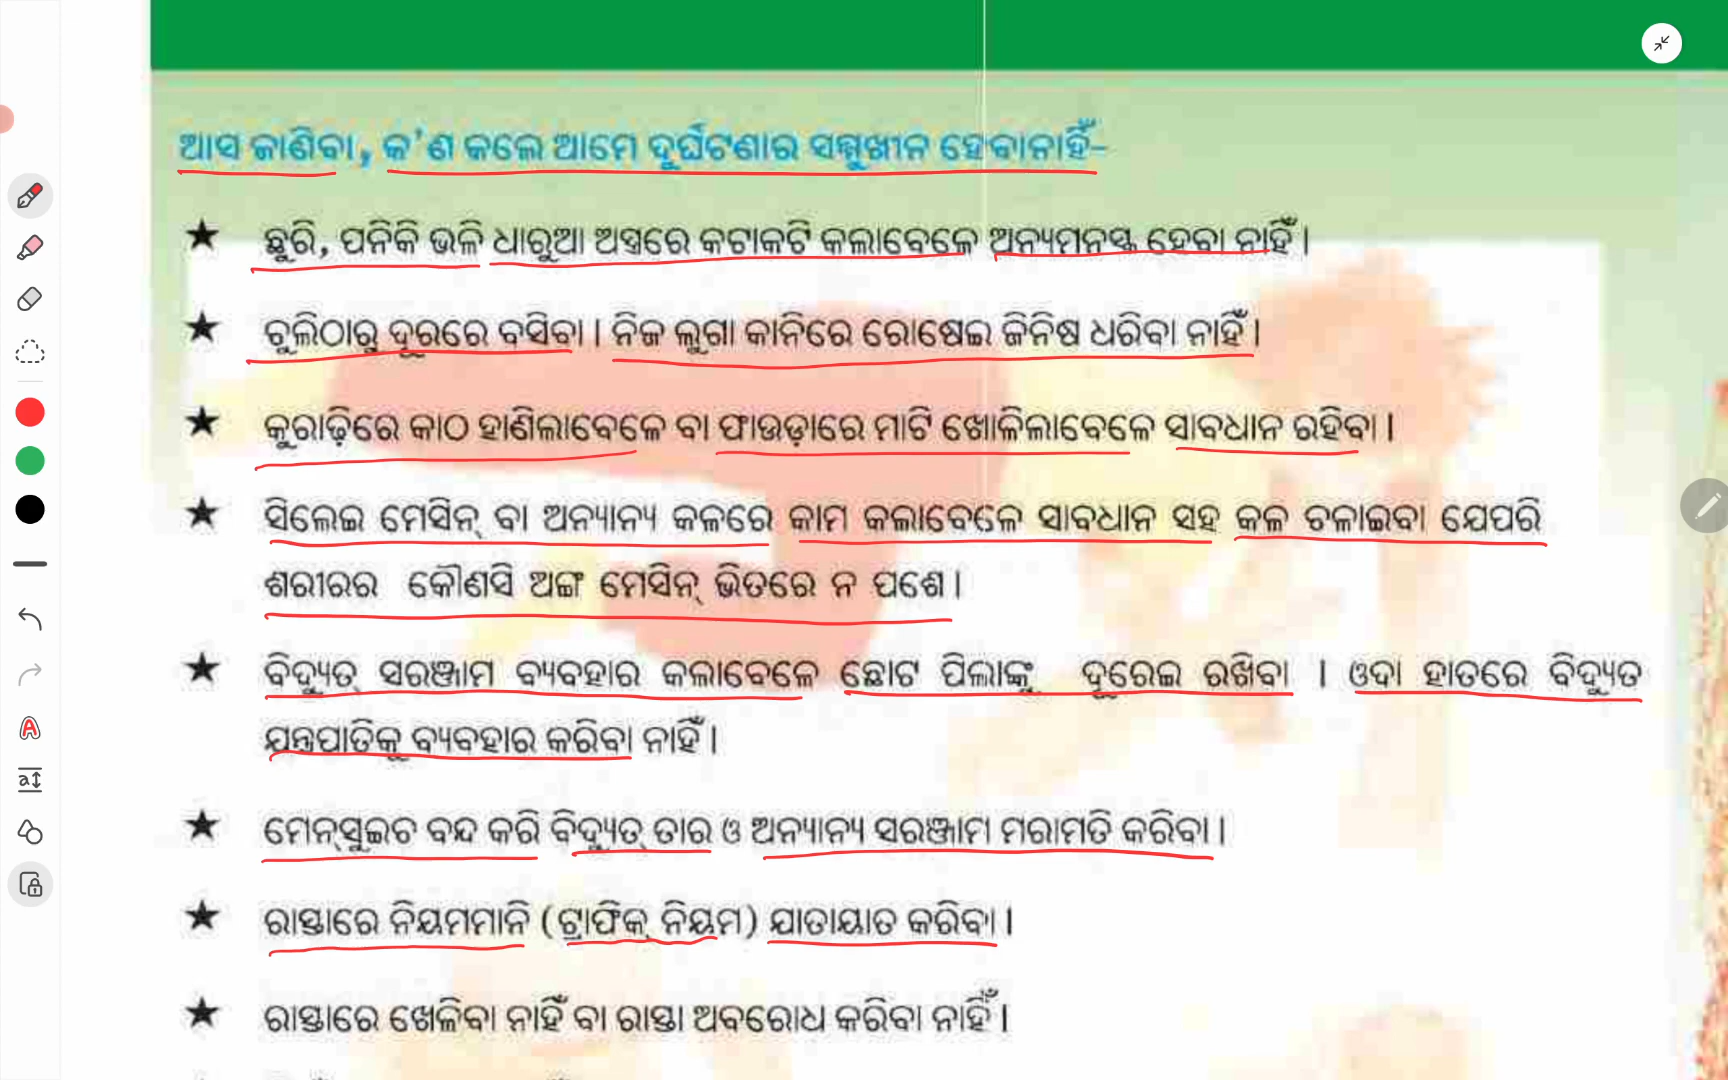 ଆସ ଜାଣିବା, କ'ଣ କଲେ ଆମେ ଦୁର୍ଘଟଣାର ସମ୍ମୁଖୀନ ହେବାନାହିଁ–
★ ଛୁରି, ପନିକି ଭଳି ଧାରୁଆ ଅସ୍ତ୍ରରେ କଟାକଟି କଲାବେଳେ ଅନ୍ୟମନସ୍କ ହେବା ନାହିଁ।
★ ଚୁଲିଠାରୁ ଦୂରରେ ବସିବା। ନିଜ ଲୁଗା କାନିରେ ରୋଷେଇ ଜିନିଷ ଧରିବା ନାହିଁ।
★ କୁରାଢ଼ିରେ କାଠ ହାଣିଲାବେଳେ ବା ଫାଉଡ଼ାରେ ମାଟି ଖୋଳିଲାବେଳେ ସାବଧାନ ରହିବା।
★ ସିଲେଇ ମେସିନ୍ ବା ଅନ୍ୟାନ୍ୟ କଳରେ କାମ କଲାବେଳେ ସାବଧାନ ସହ କଳ ଚଳାଇବା ଯେପରି
ଶରୀରର କୌଣସି ଅଙ୍ଗ ମେସିନ୍ ଭିତରେ ନ ପଶେ।
★ ବିଦ୍ୟୁତ୍ ସରଞ୍ଜାମ ବ୍ୟବହାର କଲାବେଳେ ଛୋଟ ପିଲାଙ୍କୁ ଦୂରେଇ ରଖିବା । ଓଦା ହାତରେ ବିଦ୍ୟୁତ
ଯନ୍ତ୍ରପାତିକୁ ବ୍ୟବହାର କରିବା ନାହିଁ।
★ ମେନ୍‌ସୁଇଚ ବନ୍ଦ କରି ବିଦ୍ୟୁତ୍ ତାର ଓ ଅନ୍ୟାନ୍ୟ ସରଞ୍ଜାମ ମରାମତି କରିବା।
★ ରାସ୍ତାରେ ନିୟମମାନି (ଟ୍ରାଫିକ୍ ନିୟମ) ଯାତାୟାତ କରିବା।
★ ରାସ୍ତାରେ ଖେଳିବା ନାହିଁ ବା ରାସ୍ତା ଅବରୋଧ କରିବା ନାହିଁ।